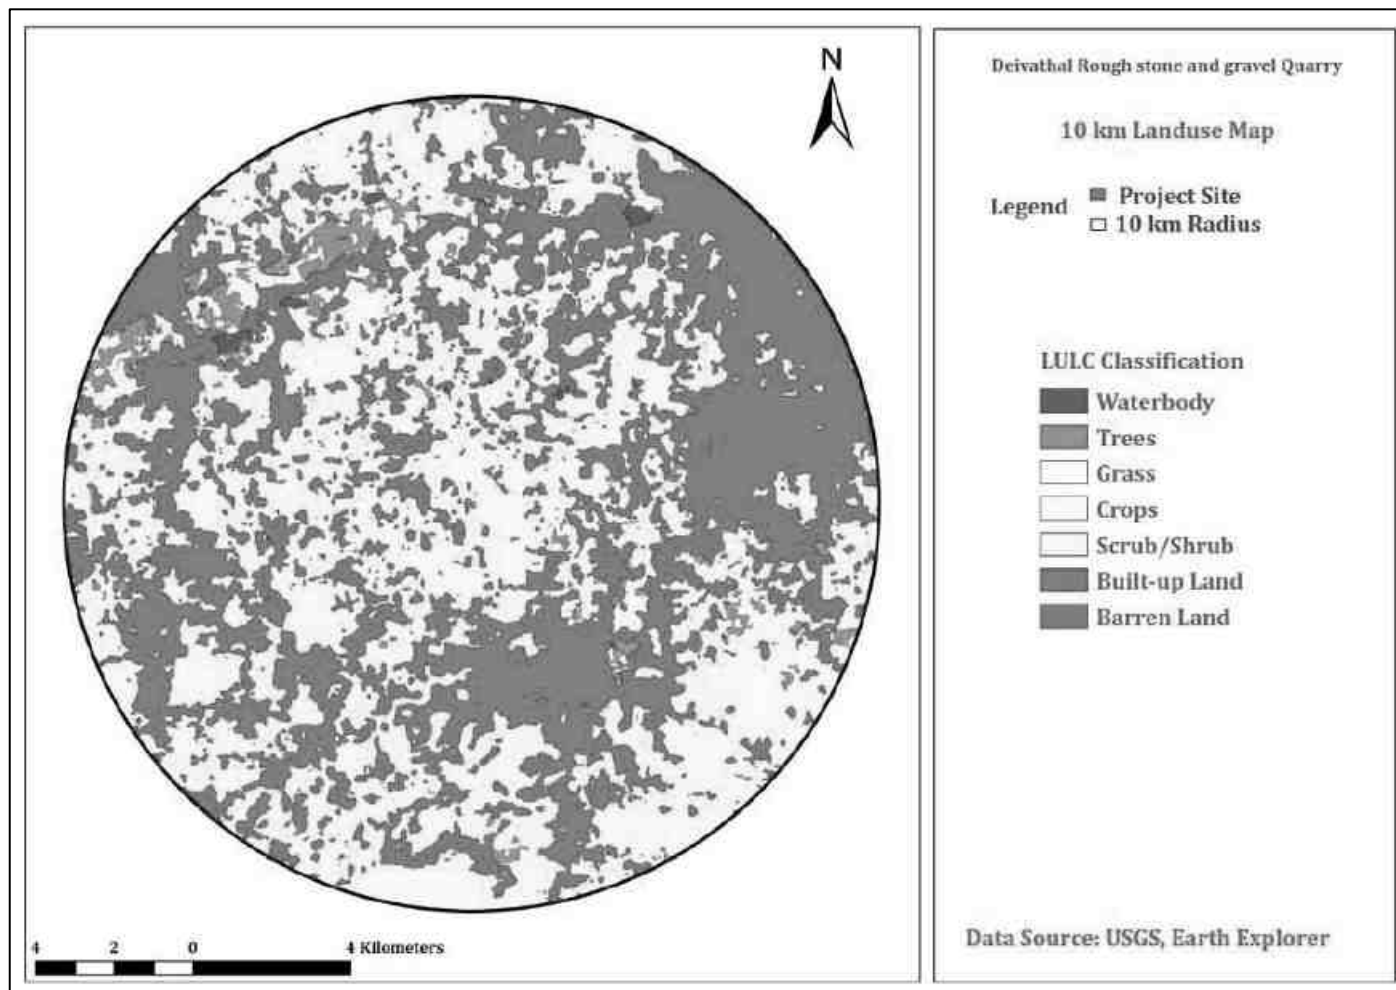 N
4 2 0 4 Kilometers
Deivathal Rough stone and gravel Quarry
10 km Landuse Map
Legend
Project Site
10 km Radius
LULC Classification
Waterbody
Trees
Grass
Crops
Scrub/Shrub
Built-up Land
Barren Land
Data Source: USGS, Earth Explorer